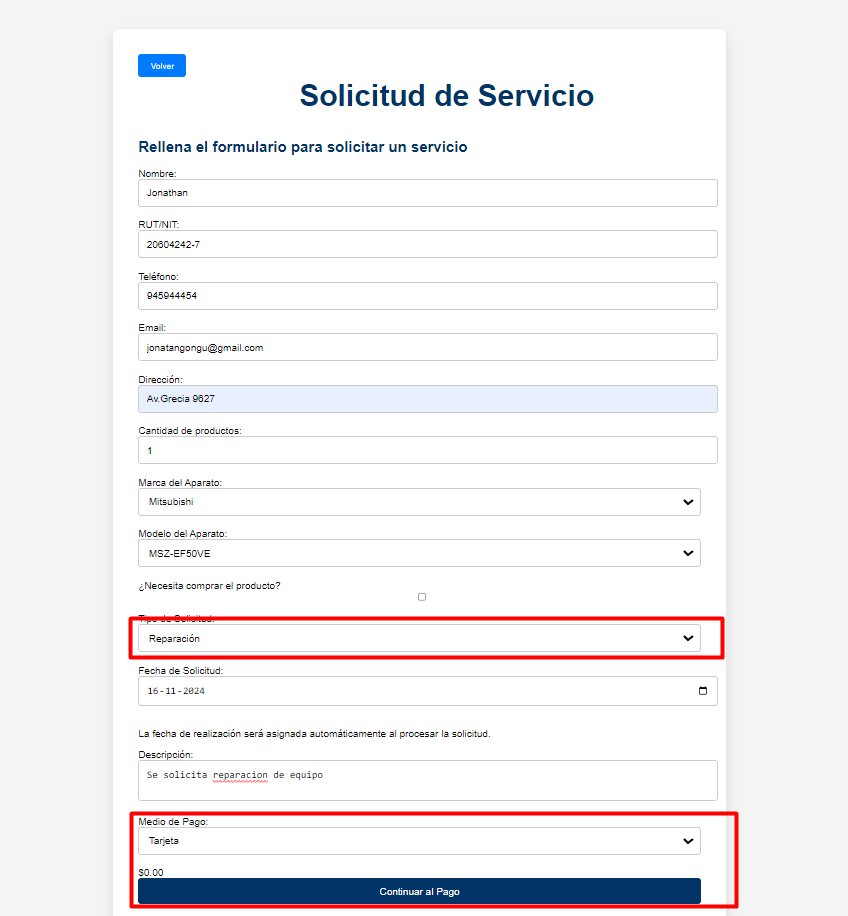 Volver
Solicitud de Servicio
Rellena el formulario para solicitar un servicio
Nombre:
Jonathan
RUT/NIT:
20604242-7
Teléfono:
945944454
Email:
jonatangongu@gmail.com
Dirección:
Av.Grecia 9627
Cantidad de productos:
1
Marca del Aparato:
Mitsubishi
Modelo del Aparato:
MSZ-EF50VE
¿Necesita comprar el producto?
Tipo de Solicitud:
Reparación
Fecha de Solicitud:
16-11-2024
La fecha de realización será asignada automáticamente al procesar la solicitud.
Descripción:
Se solicita reparacion de equipo
Medio de Pago:
Tarjeta
$0.00
Continuar al Pago